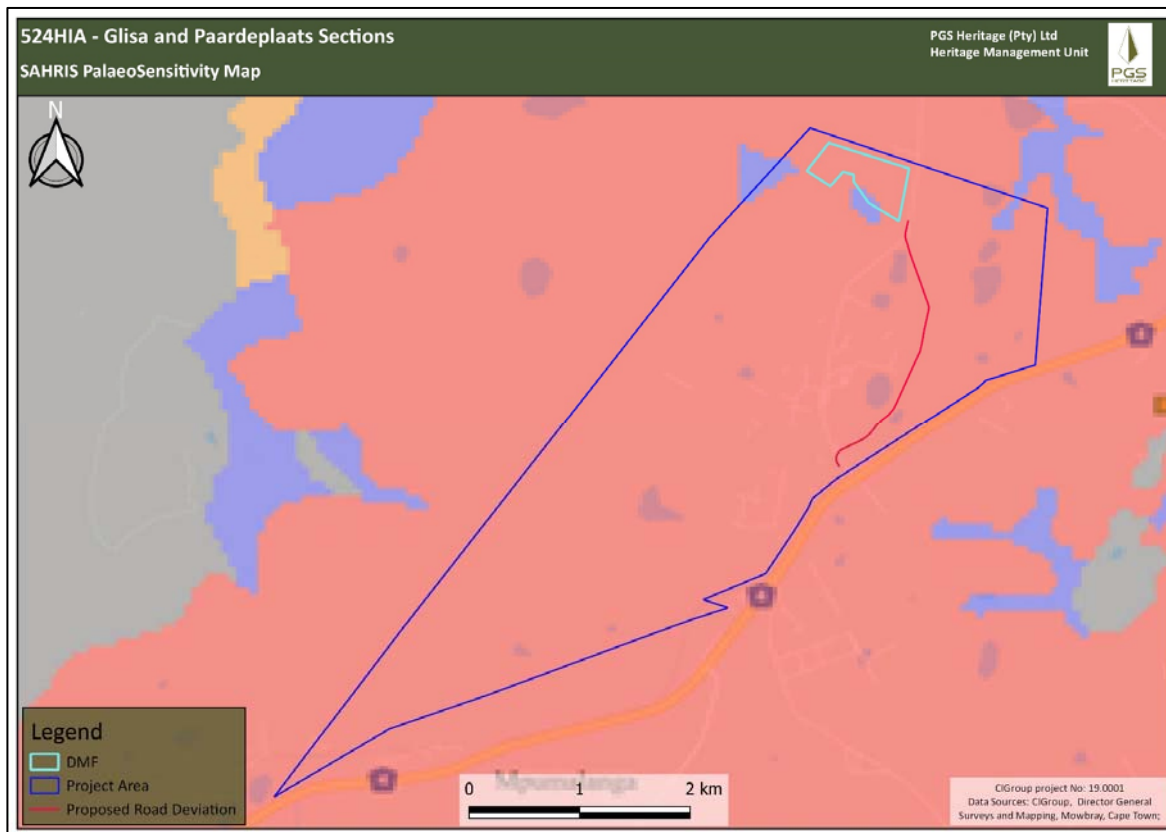 524HIA - Glisa and Paardeplaats Sections
SAHRIS PalaeoSensitivity Map
PGS Heritage (Pty) Ltd
Heritage Management Unit
PGS
HERITAGE
N
Legend
DMF
Project Area
Proposed Road Deviation
Mpumalanga
0 1 2 km
CIGroup project No: 19.0001
Data Sources: CIGroup, Director General
Surveys and Mapping, Mowbray, Cape Town;